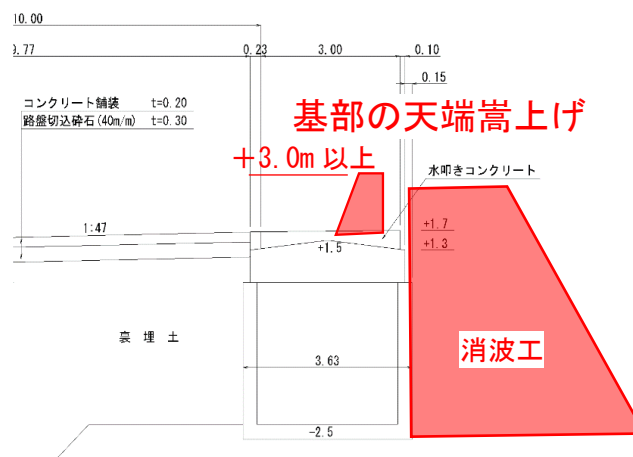 10.00
9.77
0.23
3.00
0.10
0.15
コンクリート舗装 t=0.20
路盤切込砕石(40m/m) t=0.30
基部の天端嵩上げ
+3.0m以上
水叩きコンクリート
1:47
+1.7
+1.5
+1.3
裏埋土
3.63
消波工
-2.5